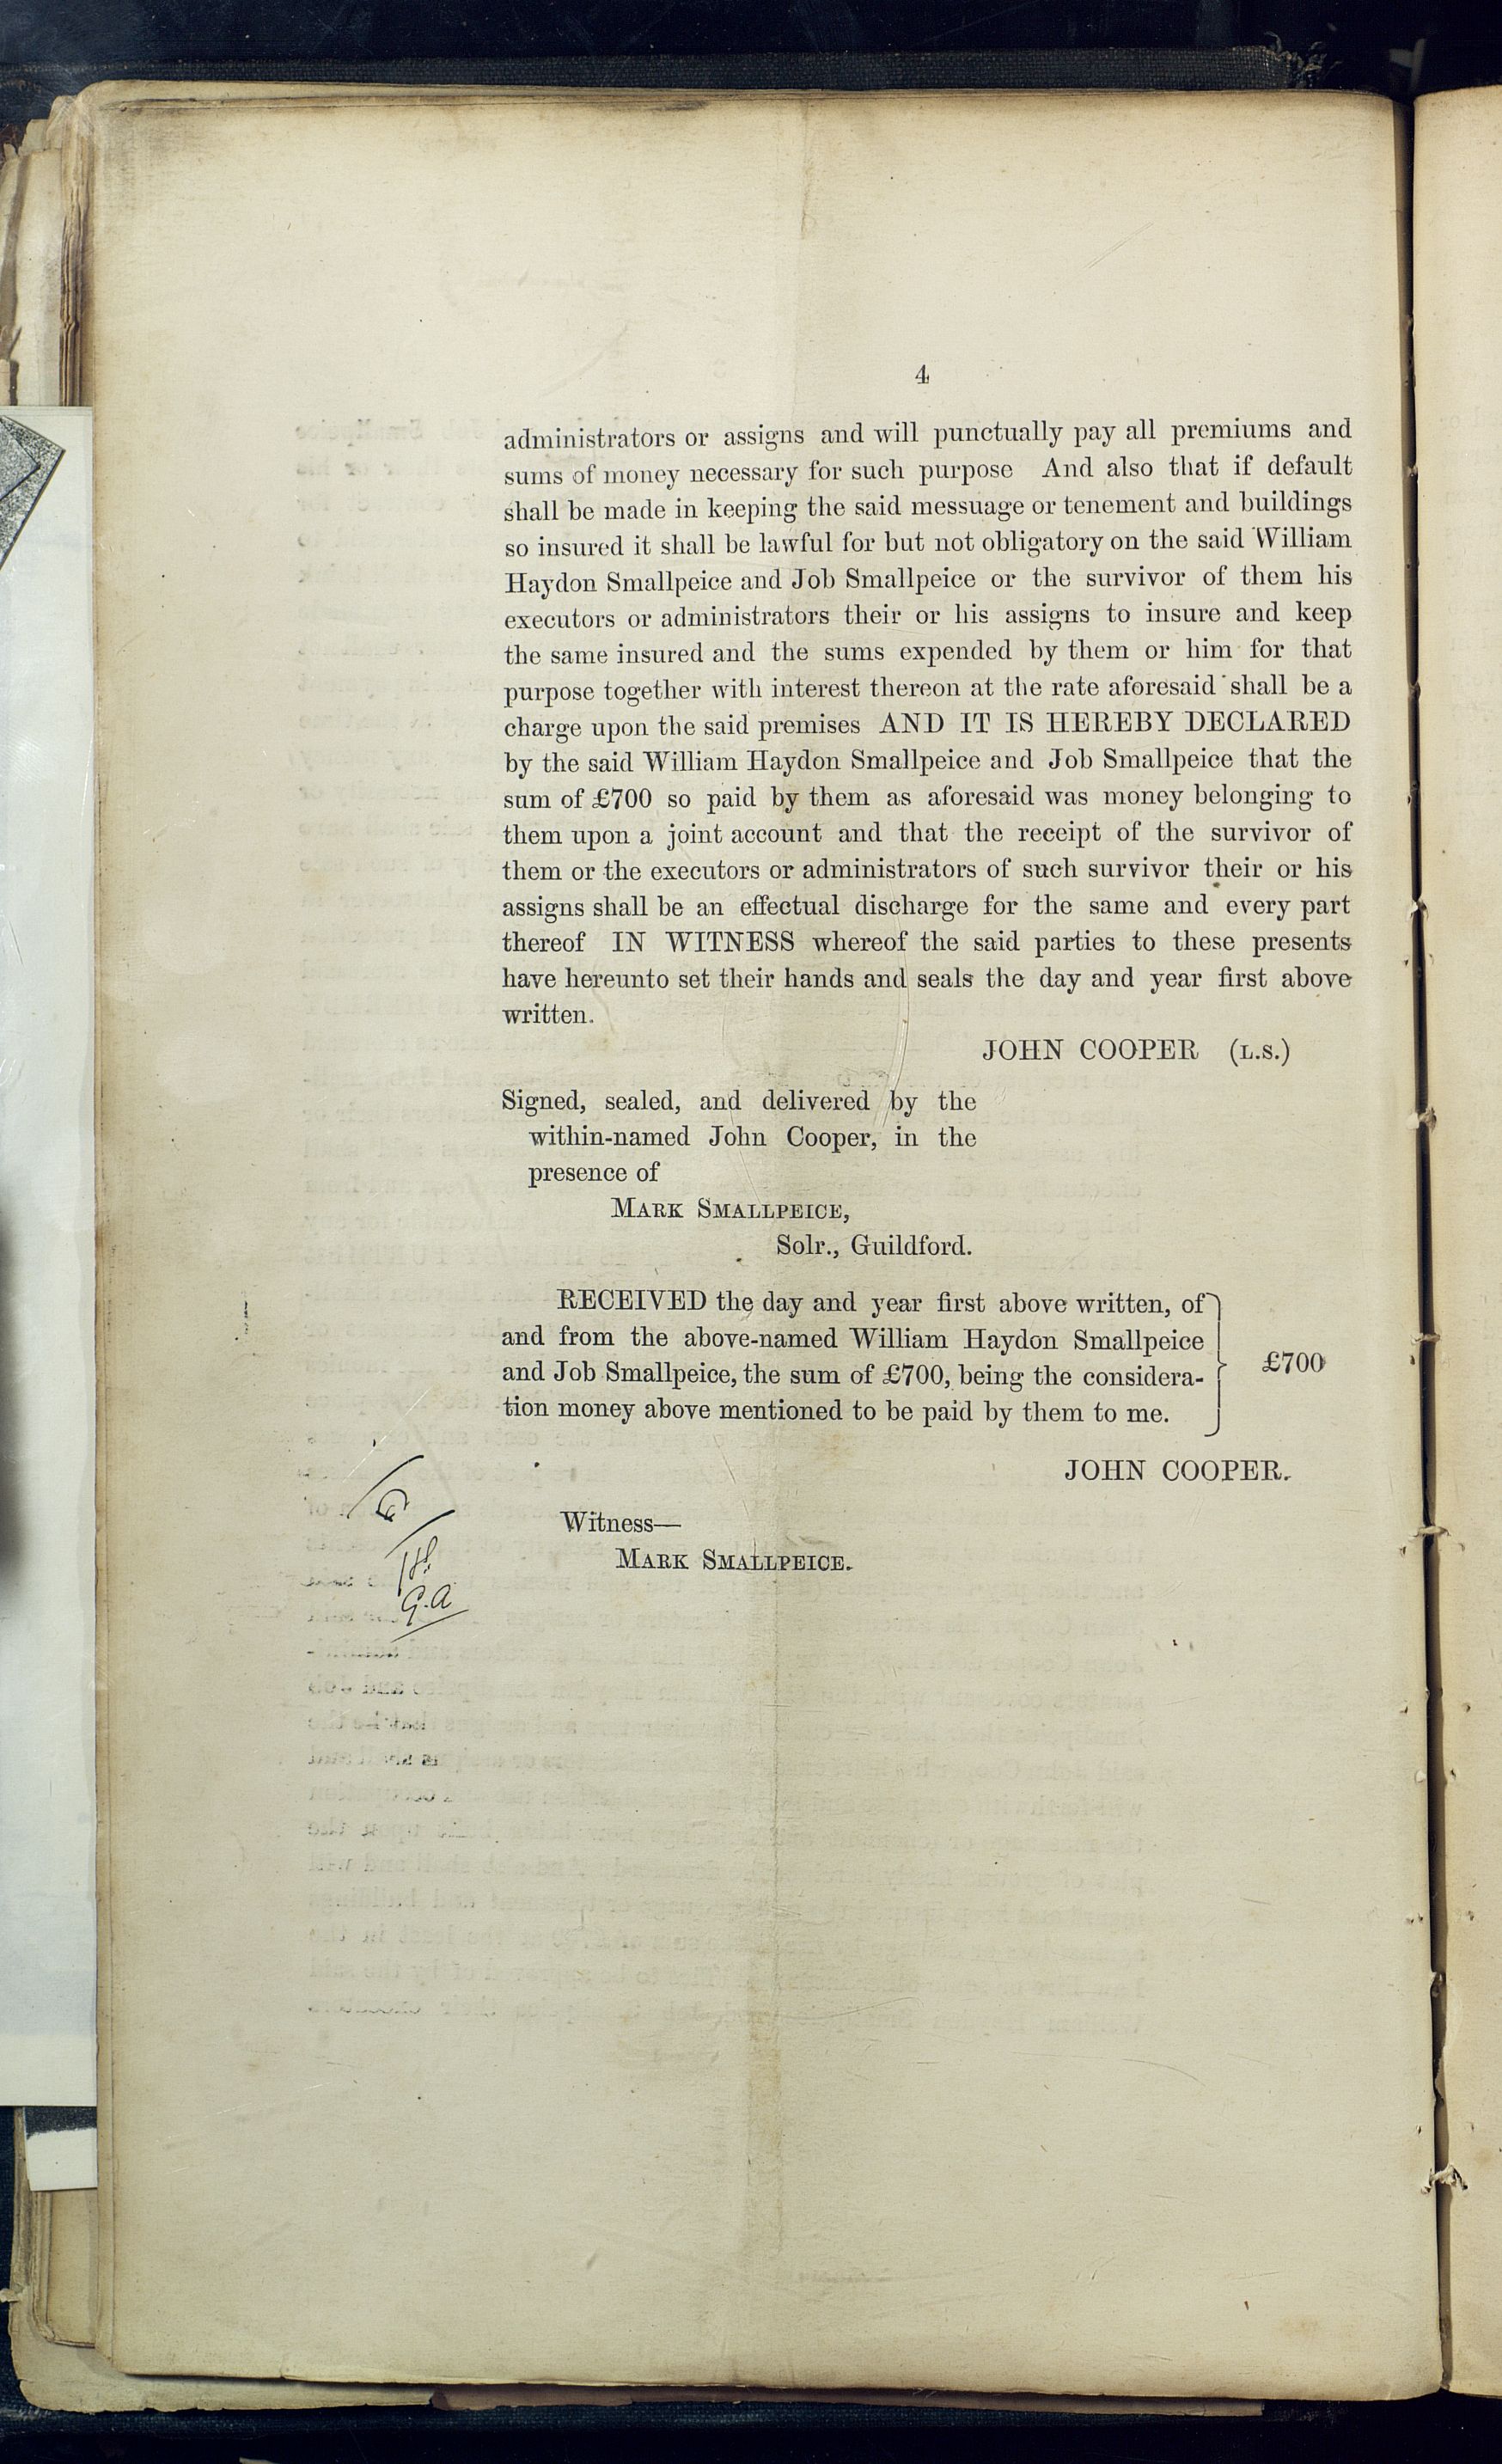 4
administrators or assigns and will punctually pay all premiums and
sums of money necessary for such purpose And also that if default
shall be made in keeping the said messuage or tenement and buildings
so insured it shall be lawful for but not obligatory on the said William
Haydon Smallpeice and Job Smallpeice or the survivor of them his
executors or administrators their or his assigns to insure and keep
the same insured and the sums expended by them or him for that
purpose together with interest thereon at the rate aforesaid shall be a
charge upon the said premises AND IT IS HEREBY DECLARED
by the said William Haydon Smallpeice and Job Smallpeice that the
sum of £700 so paid by them as aforesaid was money belonging to
them upon a joint account and that the receipt of the survivor of
them or the executors or administrators of such survivor their or his
assigns shall be an effectual discharge for the same and every part
thereof IN WITNESS whereof the said parties to these presents
have hereunto set their hands and seals the day and year first above
written.
JOHN COOPER (L.S.)
Signed, sealed, and delivered by the
within-named John Cooper, in the
presence of
MARK SMALLPEICE,
Solr., Guildford.
RECEIVED the day and year first above written, of
and from the above-named William Haydon Smallpeice
and Job Smallpeice, the sum of £700, being the considera-
tion money above mentioned to be paid by them to me.
£700
JOHN COOPER.
Witness—
MARK SMALLPEICE.
G.A